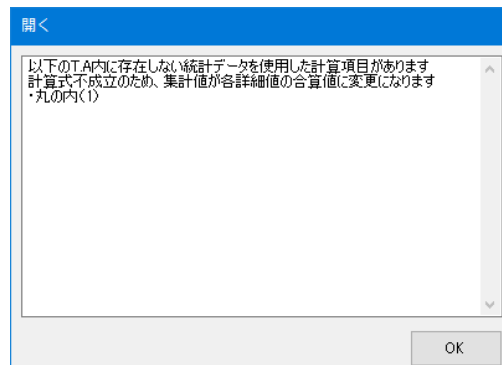 開く
以下のT.A内に存在しない統計データを使用した計算項目があります
計算式不成立のため、集計値が各詳細値の合算値に変更になります
・丸の内(1)
OK